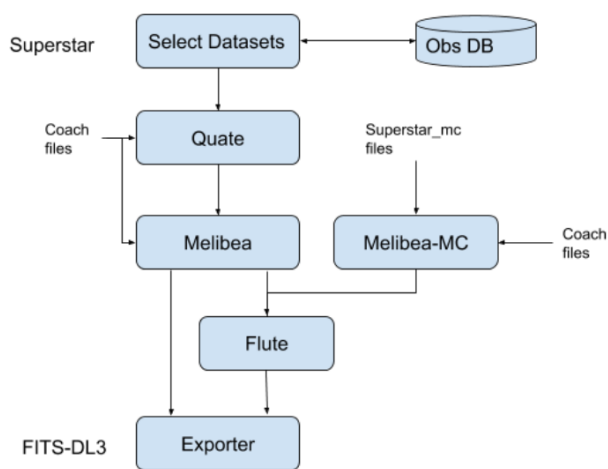 Superstar
Select Datasets
Obs DB
Coach
files
Quate
Superstar_mc
files
Melibea
Melibea-MC
Coach
files
Flute
FITS-DL3
Exporter